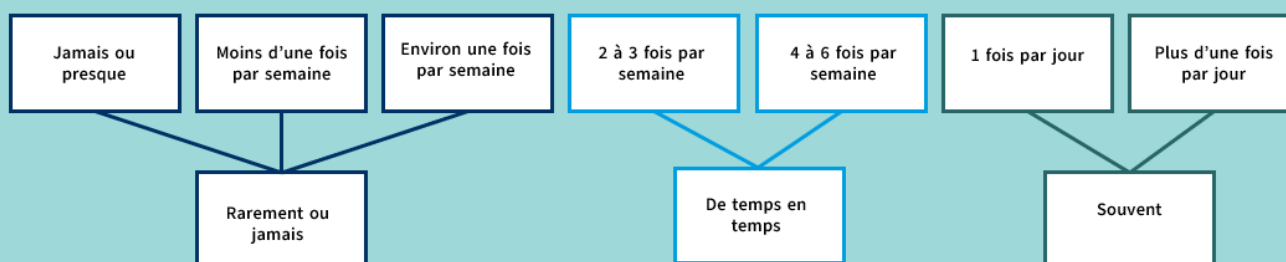 Jamais ou
presque
Moins d'une fois
par semaine
Environ une fois
par semaine
2 à 3 fois par
semaine
4 à 6 fois par
semaine
1 fois par jour
Plus d'une fois
par jour
Rarement ou
jamais
De temps en
temps
Souvent